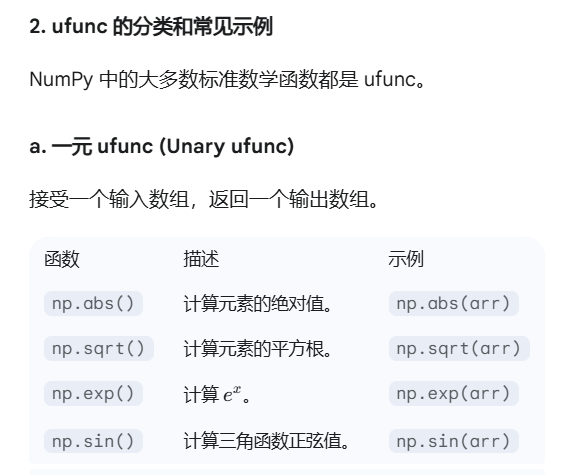 2. ufunc 的分类和常见示例
NumPy 中的大多数标准数学函数都是 ufunc。
a. 一元 ufunc (Unary ufunc)
接受一个输入数组，返回一个输出数组。
函数 描述 示例
np.abs() 计算元素的绝对值。 np.abs(arr)
np.sqrt() 计算元素的平方根。 np.sqrt(arr)
np.exp() 计算 eˣ。 np.exp(arr)
np.sin() 计算三角函数正弦值。 np.sin(arr)